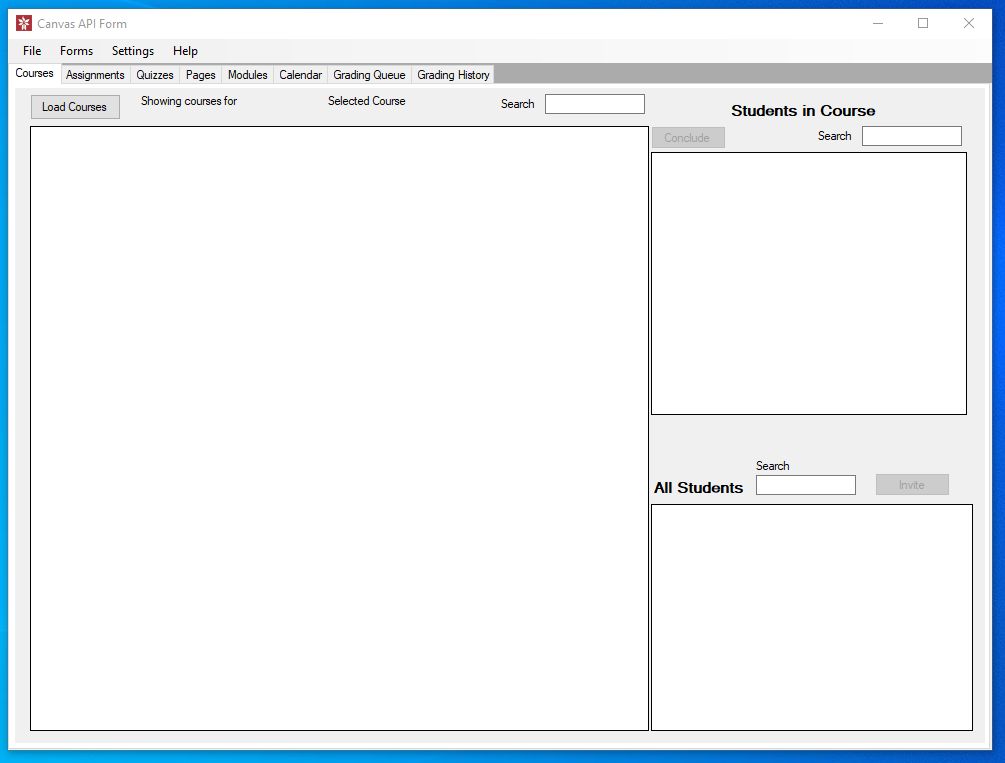 Canvas API Form
File Forms Settings Help
Courses Assignments Quizzes Pages Modules Calendar Grading Queue Grading History
Load Courses Showing courses for Selected Course Search
Students in Course
Conclude Search
Search
All Students Invite